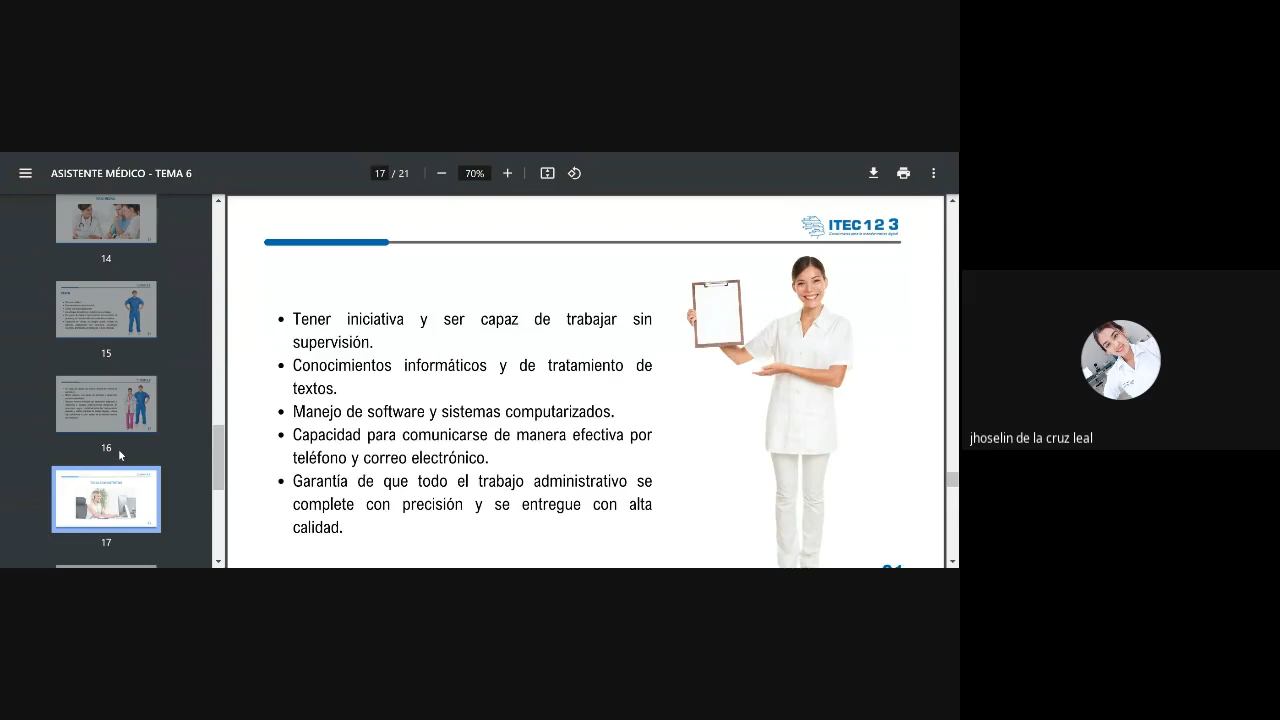 ASISTENTE MÉDICO - TEMA 6
17 / 21
70%
14
15
16
17
ITEC 1 2 3
• Tener iniciativa y ser capaz de trabajar sin
supervisión.
• Conocimientos informáticos y de tratamiento de
textos.
• Manejo de software y sistemas computarizados.
• Capacidad para comunicarse de manera efectiva por
teléfono y correo electrónico.
• Garantía de que todo el trabajo administrativo se
complete con precisión y se entregue con alta
calidad.
jhoselin de la cruz leal